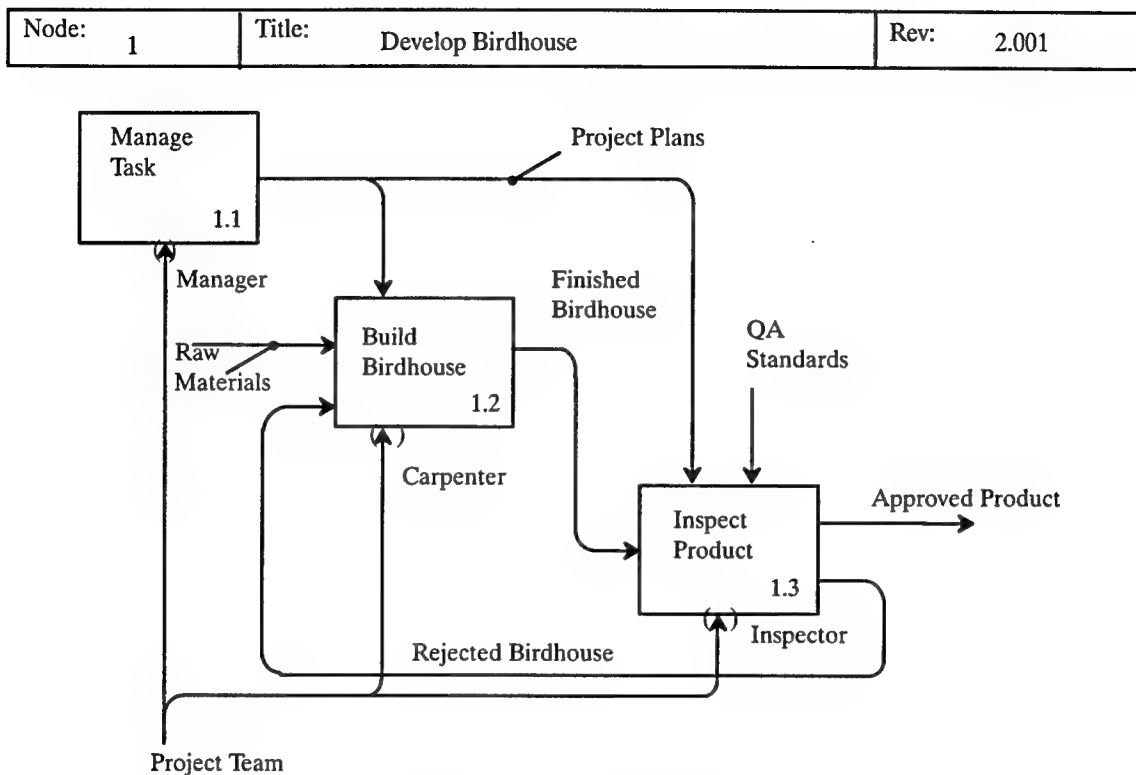 Node: 1 Title: Develop Birdhouse Rev: 2.001
Manage
Task
1.1
Project Plans
Manager
Finished
Birdhouse
Raw
Materials
Build
Birdhouse
1.2
QA
Standards
Carpenter
Approved Product
Inspect
Product
1.3
Inspector
Rejected Birdhouse
Project Team